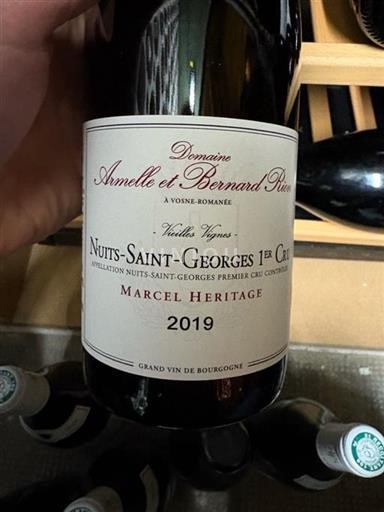 Domaine
Armelle et Bernard Rion
À VOSNE-ROMANÉE
- Vieilles Vignes -
NUITS-SAINT-GEORGES 1ER CRU
APPELLATION NUITS-SAINT-GEORGES PREMIER CRU CONTRÔLÉE
MARCEL HERITAGE
2019
GRAND VIN DE BOURGOGNE